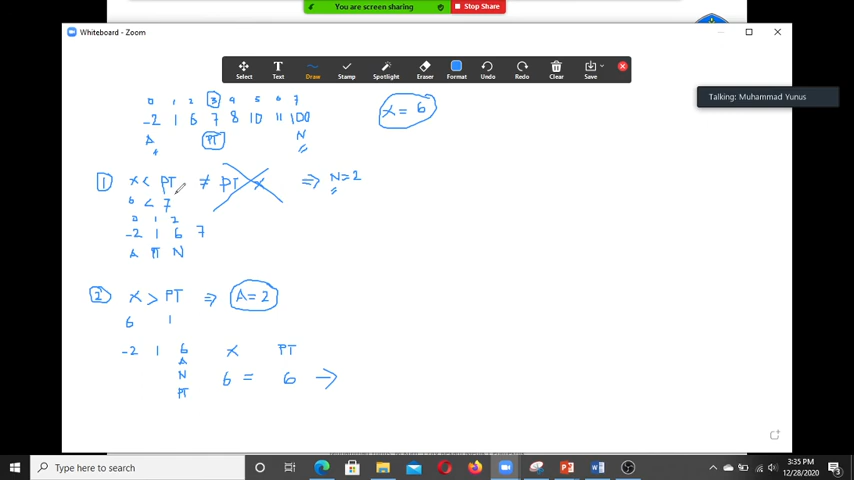 You are screen sharing
Stop Share
Whiteboard - Zoom
Select Text Draw Stamp Spotlight Eraser Format Undo Redo Clear Save
Talking: Muhammad Yunus
0 1 2 3 4 5 6 7
-2 1 6 7 8 10 11 100
A PT N
x = 6
1 x < PT ≠ PT x ⇒ N = 2
6 < 7
0 1 2
-2 1 6 7
A PT N
2 x > PT ⇒ A = 2
6 1
-2 1 6 x PT
A
N 6 = 6 →
PT
Type here to search
3:35 PM
12/28/2020